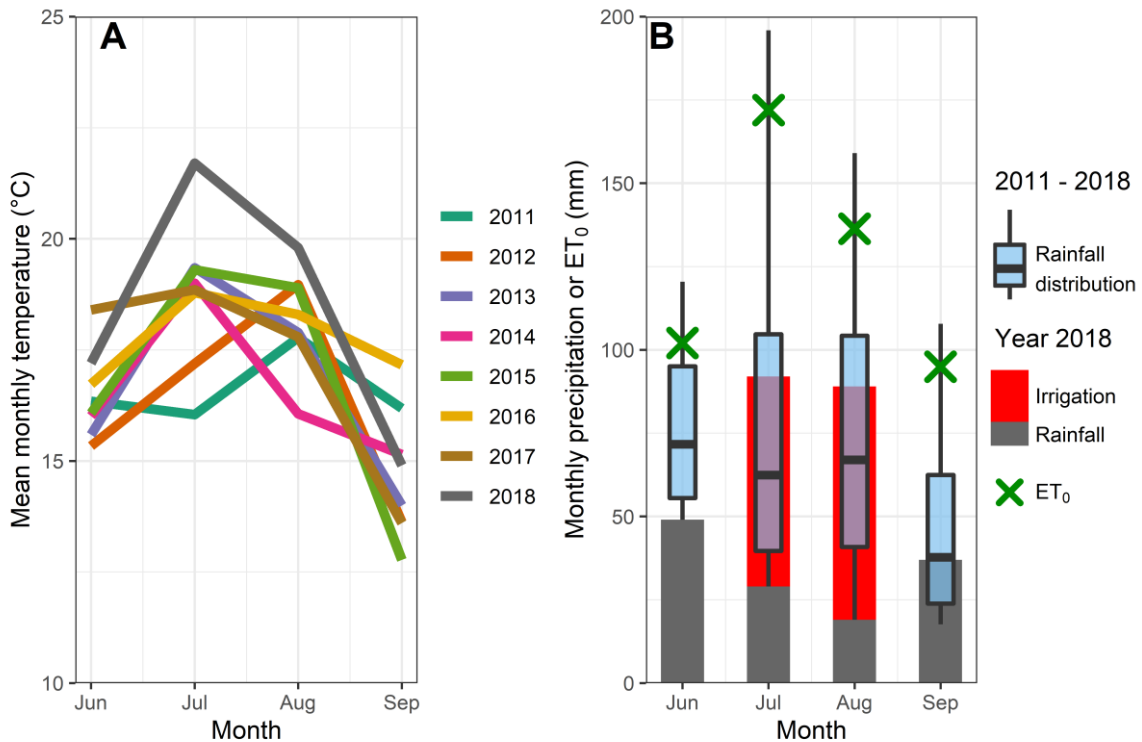 A
25
20
15
10
Mean monthly temperature (°C)
Jun
Jul
Aug
Sep
Month
2011
2012
2013
2014
2015
2016
2017
2018
B
200
150
100
50
0
Monthly precipitation or ET₀ (mm)
Jun
Jul
Aug
Sep
Month
2011 - 2018
Rainfall
distribution
Year 2018
Irrigation
Rainfall
ET₀